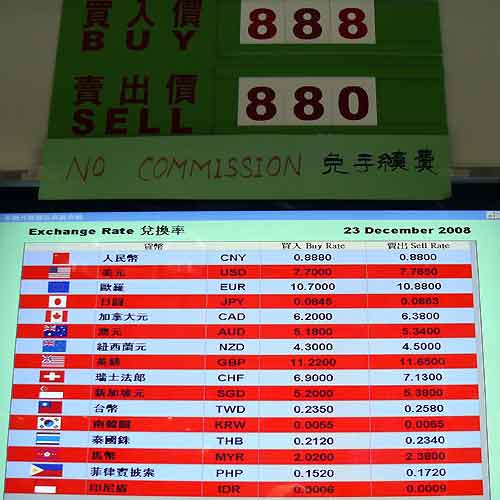 買入價 888
BUY
賣出價 880
SELL
NO COMMISSION 免手續費
Exchange Rate 兌換率 23 December 2008
貨幣 買入 Buy Rate 賣出 Sell Rate
人民幣 CNY 0.8880 0.8800
美元 USD 7.7000 7.7650
歐羅 EUR 10.7000 10.8800
日圓 JPY 0.0845 0.0863
加拿大元 CAD 6.2000 6.3800
澳元 AUD 5.1800 5.3400
紐西蘭元 NZD 4.3000 4.5000
英鎊 GBP 11.2200 11.6500
瑞士法郎 CHF 6.9000 7.1300
新加坡元 SGD 5.2000 5.3800
台幣 TWD 0.2350 0.2580
南韓圜 KRW 0.0055 0.0065
泰國銖 THB 0.2120 0.2340
馬幣 MYR 2.0200 2.3800
菲律賓披索 PHP 0.1520 0.1720
印尼盾 IDR 0.0009